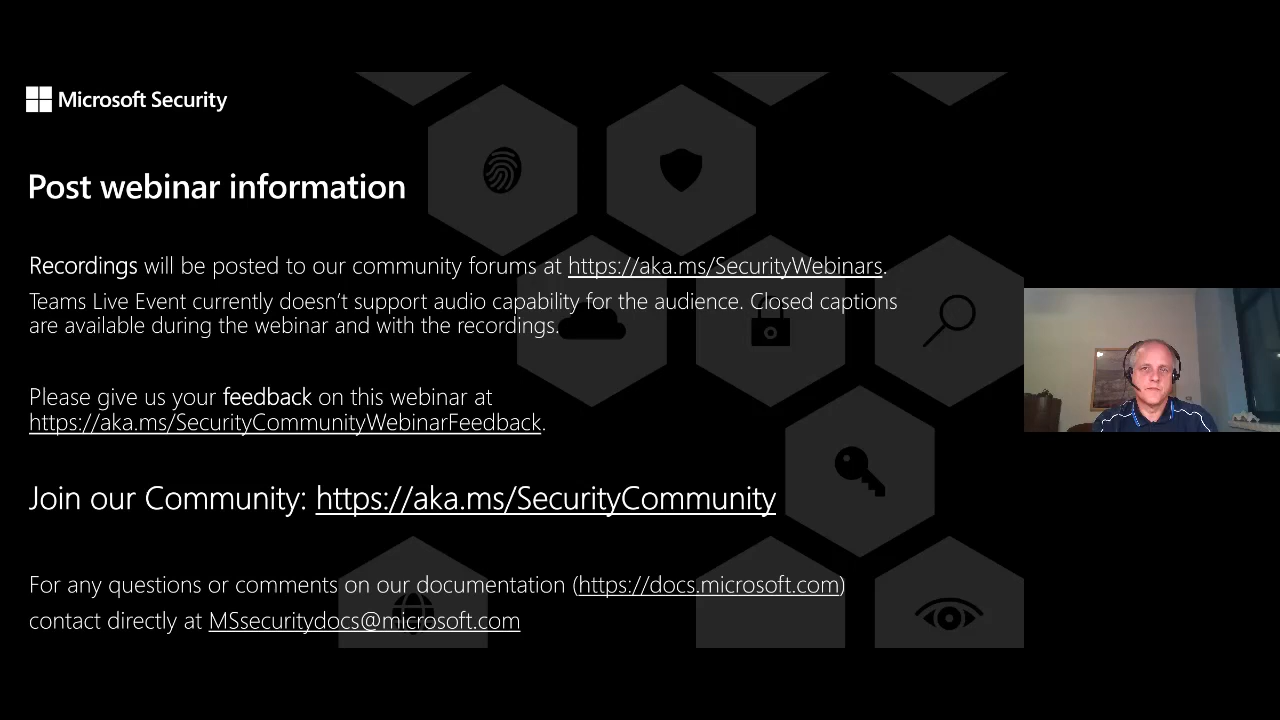 Microsoft Security
Post webinar information
Recordings will be posted to our community forums at https://aka.ms/SecurityWebinars.
Teams Live Event currently doesn’t support audio capability for the audience. Closed captions
are available during the webinar and with the recordings.
Please give us your feedback on this webinar at
https://aka.ms/SecurityCommunityWebinarFeedback.
Join our Community: https://aka.ms/SecurityCommunity
For any questions or comments on our documentation (https://docs.microsoft.com)
contact directly at MSsecuritydocs@microsoft.com